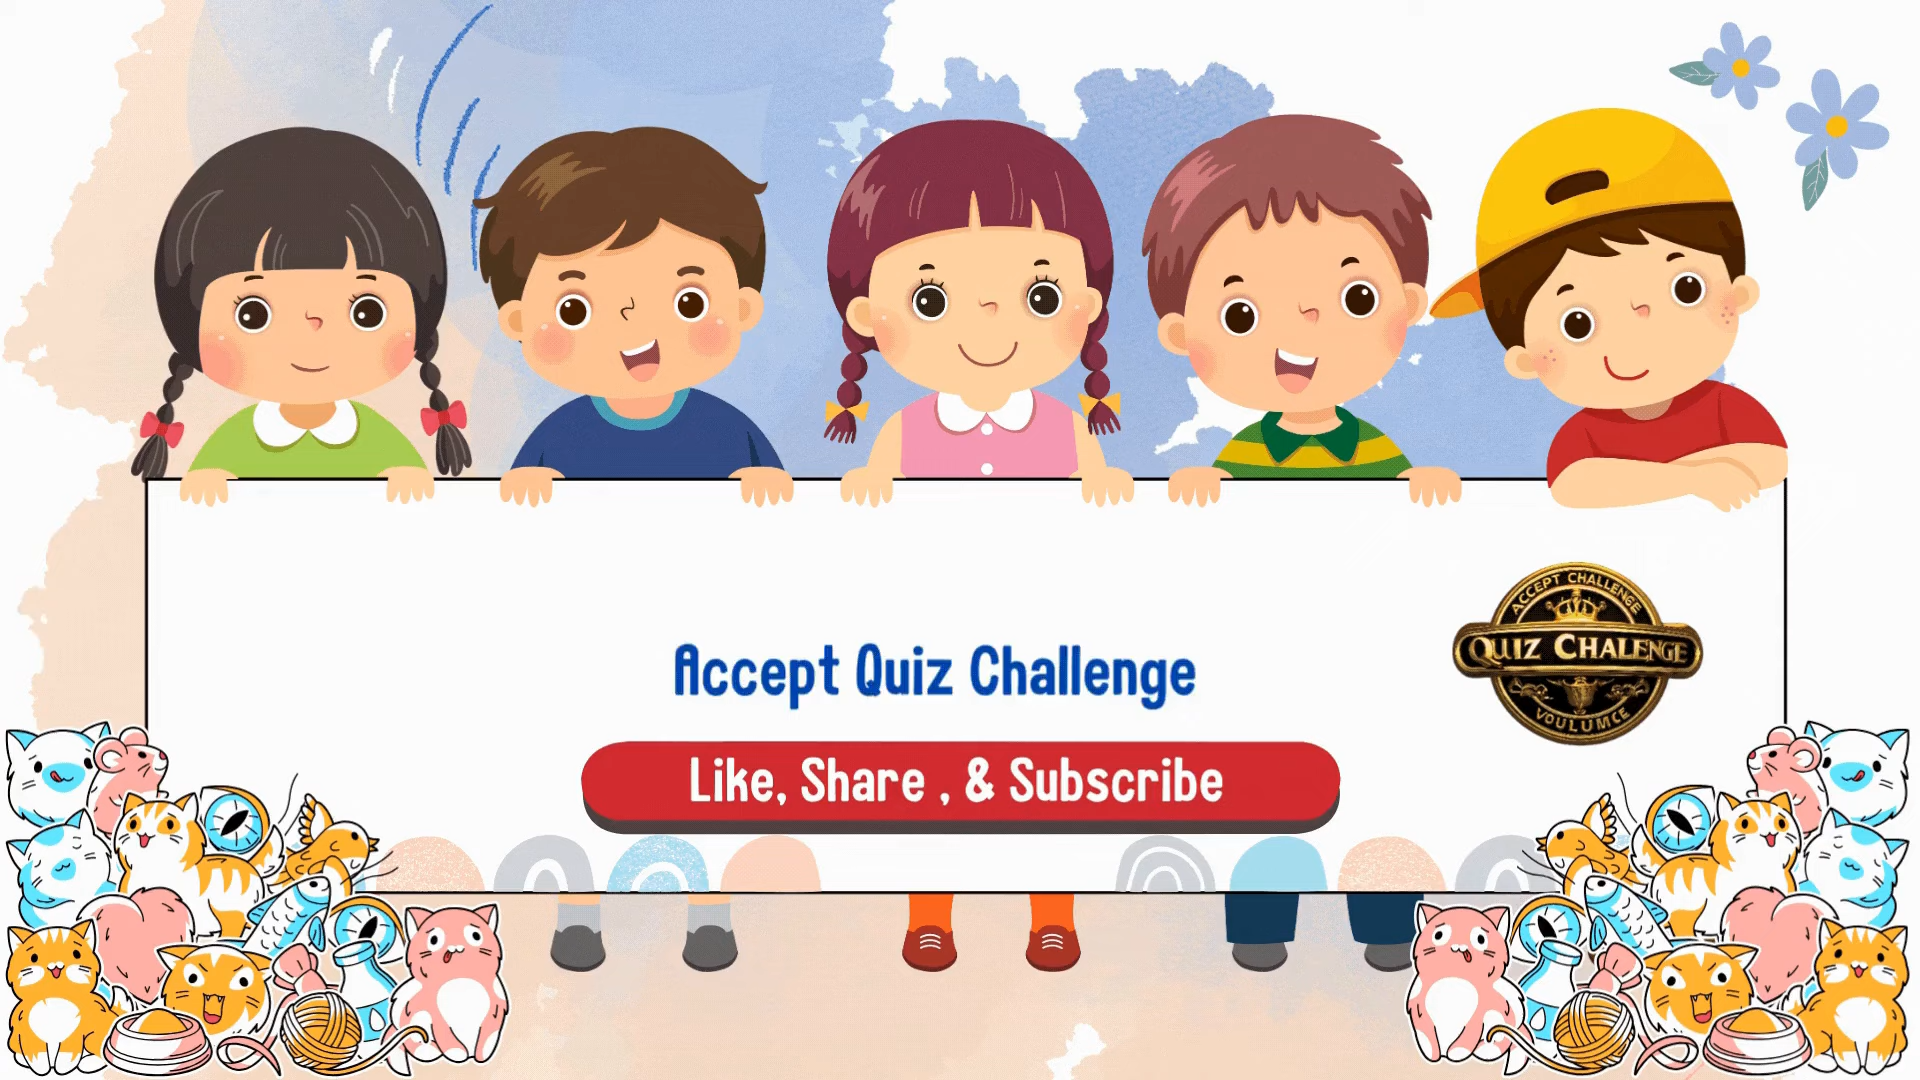 ACCEPT CHALLENGE
QUIZ CHALENGE
VOULUMCE
Accept Quiz Challenge
Like, Share , & Subscribe